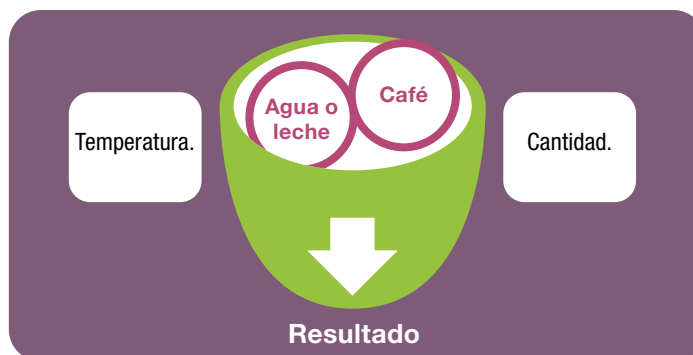 Temperatura.
Agua o
leche
Café
Cantidad.
Resultado